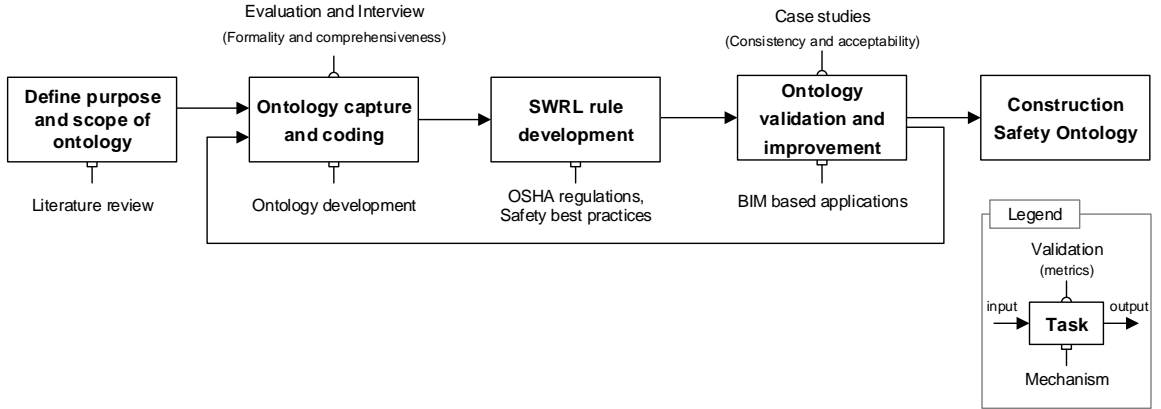 Evaluation and Interview
(Formality and comprehensiveness)
Case studies
(Consistency and acceptability)
Define purpose
and scope of
ontology
Ontology capture
and coding
SWRL rule
development
Ontology
validation and
improvement
Construction
Safety Ontology
Literature review
Ontology development
OSHA regulations,
Safety best practices
BIM based applications
Legend
Validation
(metrics)
input
Task
output
Mechanism